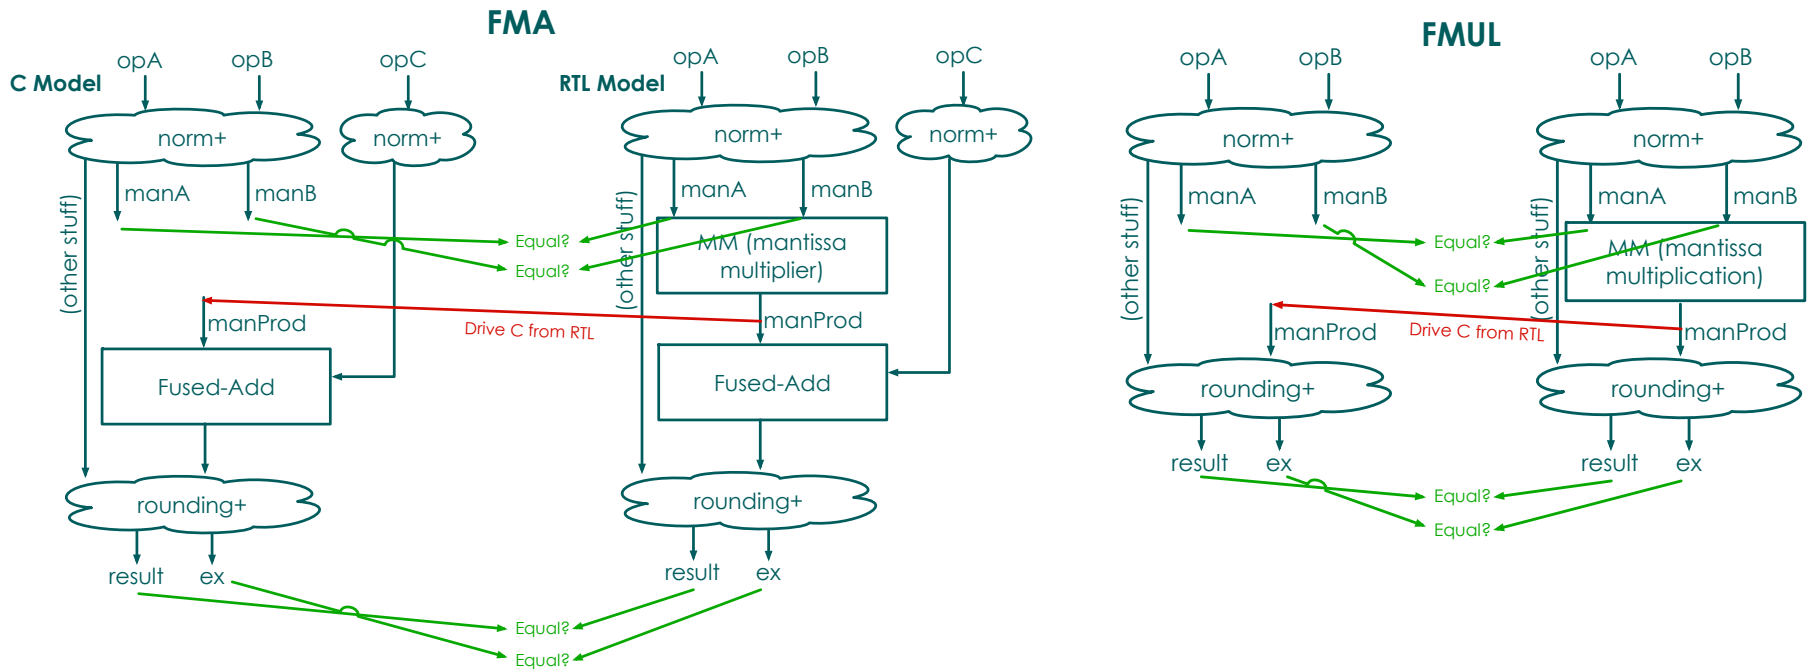 FMA
FMUL
C Model
opA
opB
opC
RTL Model
opA
opB
opC
opA
opB
opA
opB
norm+
norm+
norm+
norm+
norm+
norm+
manA
manB
manA
manB
manA
manB
manA
manB
(other stuff)
(other stuff)
(other stuff)
(other stuff)
Equal?
Equal?
MM (mantissa
multiplier)
Equal?
Equal?
MM (mantissa
multiplication)
manProd
Drive C from RTL
manProd
manProd
Drive C from RTL
manProd
Fused-Add
Fused-Add
rounding+
rounding+
result
ex
result
ex
Equal?
Equal?
rounding+
rounding+
result
ex
result
ex
Equal?
Equal?